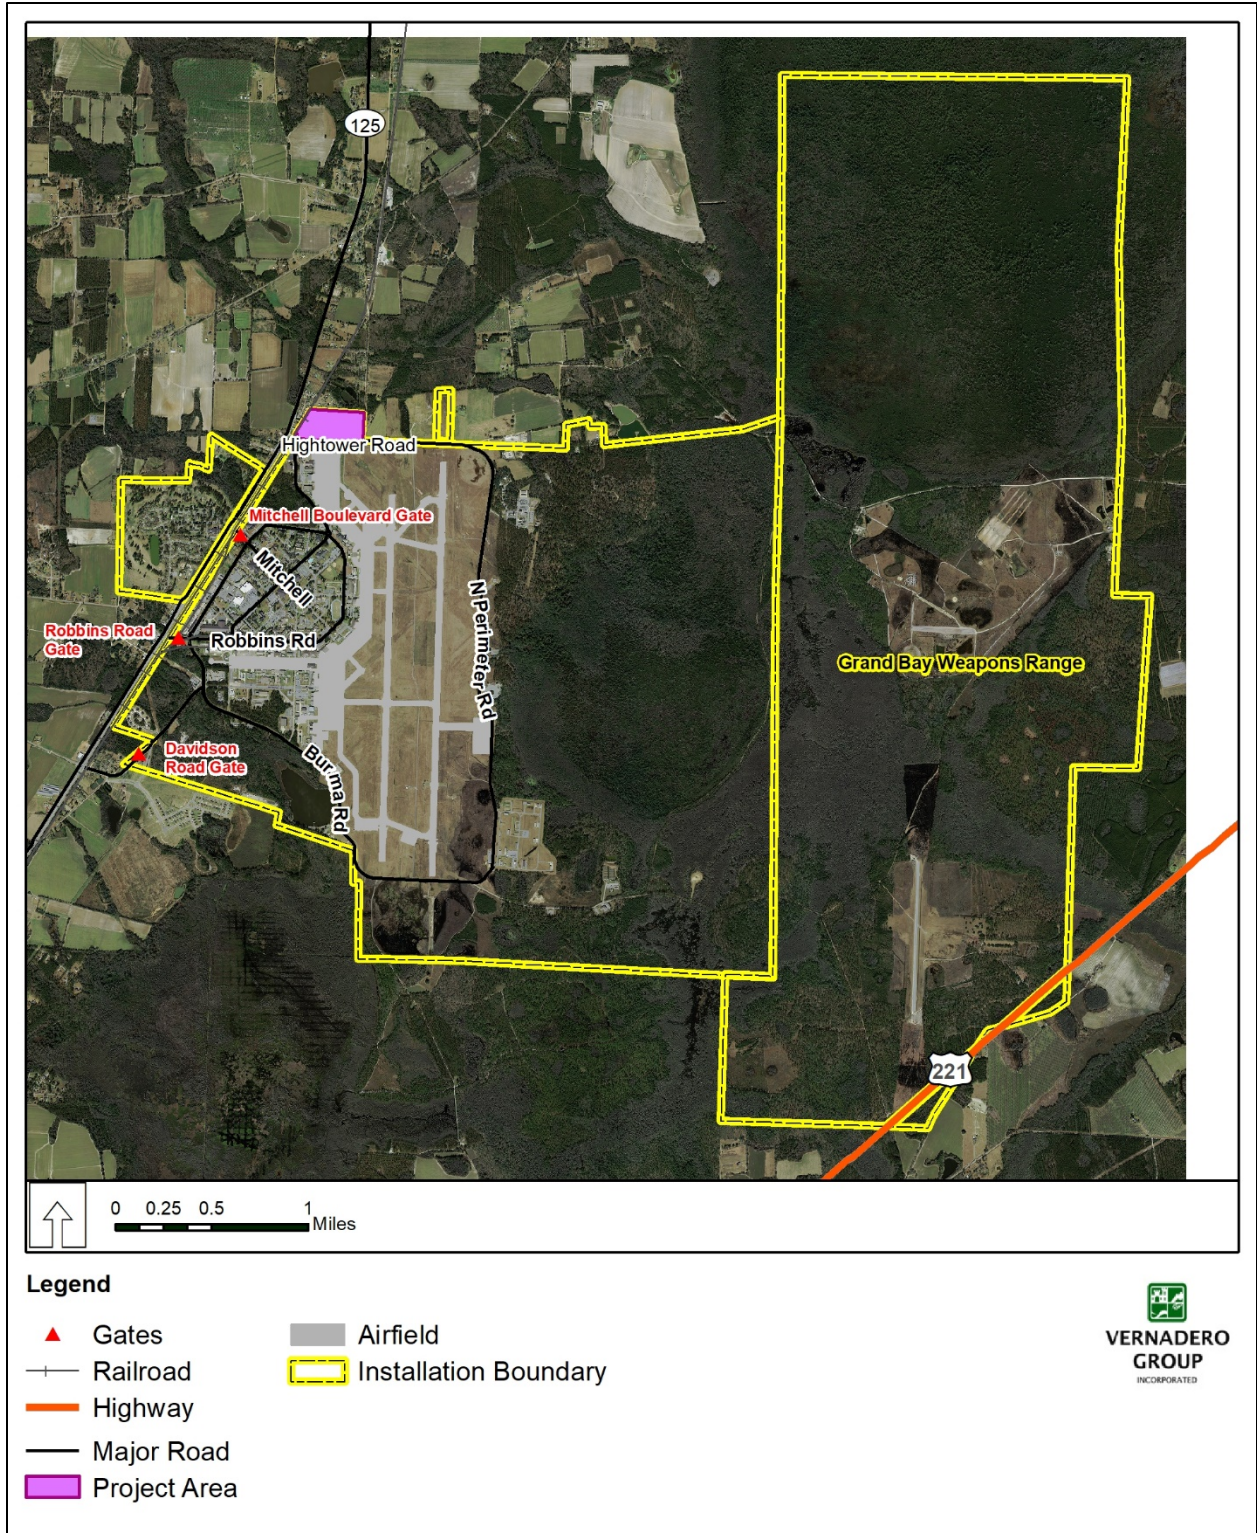 125
Hightower Road
Mitchell Boulevard Gate
Mitchell
Robbins Road
Gate
Robbins Rd
N Perimeter Rd
Grand Bay Weapons Range
Davidson
Road Gate
Burma Rd
221
0 0.25 0.5 1
Miles
Legend
Gates
Railroad
Highway
Major Road
Project Area
Airfield
Installation Boundary
VERNADERO
GROUP
INCORPORATED